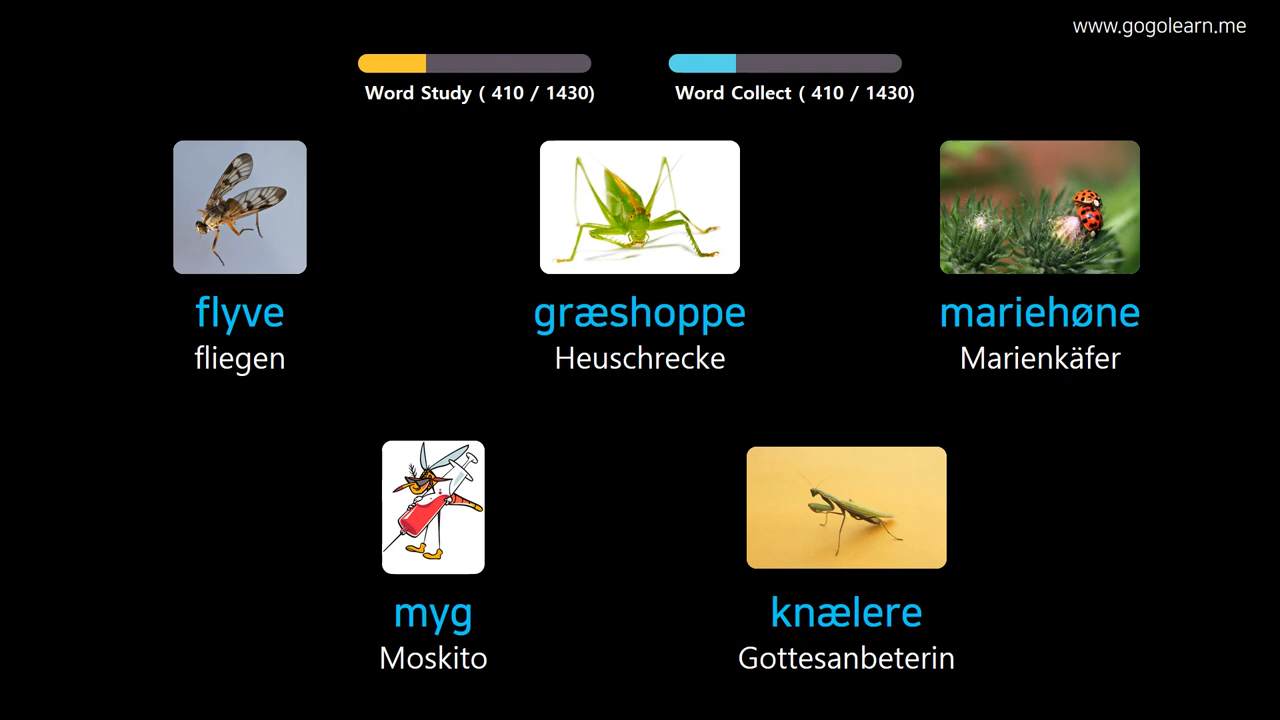 www.gogolearn.me
Word Study ( 410 / 1430)
Word Collect ( 410 / 1430)
flyve
fliegen
græshoppe
Heuschrecke
mariehøne
Marienkäfer
myg
Moskito
knælere
Gottesanbeterin